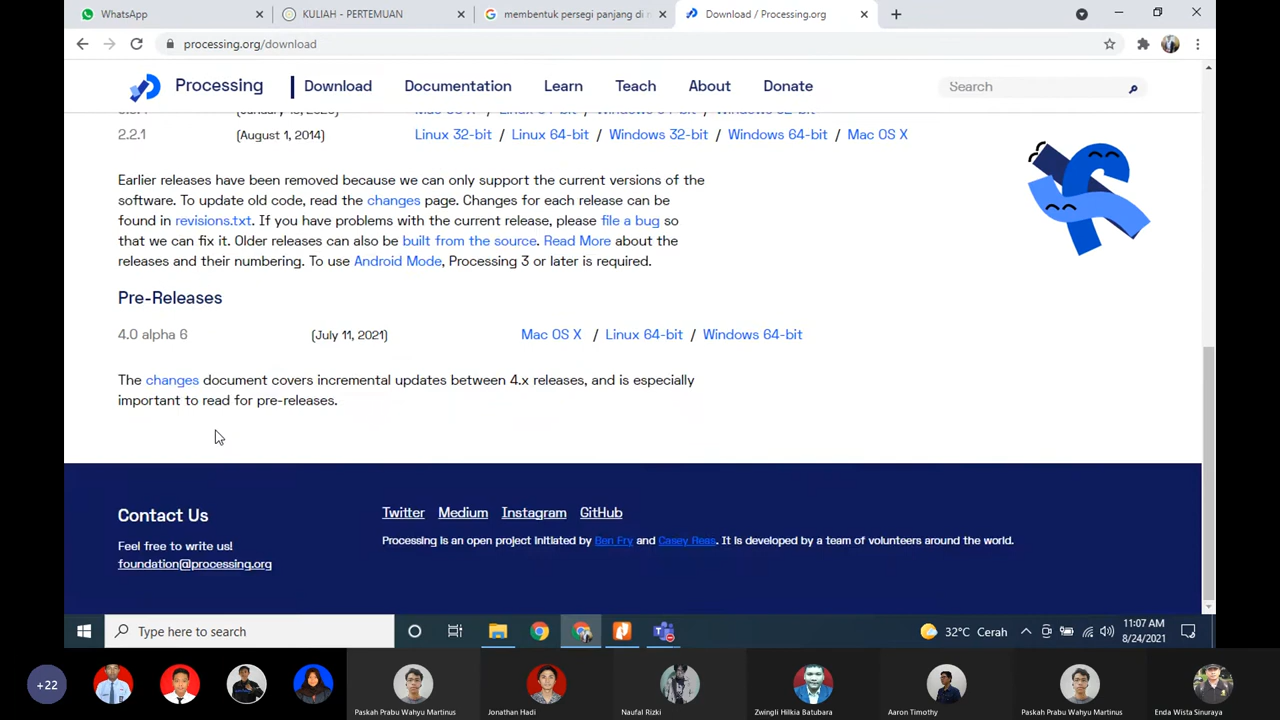 WhatsApp
KULIAH - PERTEMUAN
membentuk persegi panjang di
Download / Processing.org
processing.org/download
Processing
Download
Documentation
Learn
Teach
About
Donate
Search
2.2.1 (August 1, 2014) Linux 32-bit / Linux 64-bit / Windows 32-bit / Windows 64-bit / Mac OS X
Earlier releases have been removed because we can only support the current versions of the
software. To update old code, read the changes page. Changes for each release can be
found in revisions.txt. If you have problems with the current release, please file a bug so
that we can fix it. Older releases can also be built from the source. Read More about the
releases and their numbering. To use Android Mode, Processing 3 or later is required.
Pre-Releases
4.0 alpha 6 (July 11, 2021) Mac OS X / Linux 64-bit / Windows 64-bit
The changes document covers incremental updates between 4.x releases, and is especially
important to read for pre-releases.
Contact Us
Feel free to write us!
foundation@processing.org
Twitter Medium Instagram GitHub
Processing is an open project initiated by Ben Fry and Casey Reas. It is developed by a team of volunteers around the world.
Type here to search
32°C Cerah
11:07 AM
8/24/2021
+22
Paskah Prabu Wahyu Martinus
Jonathan Hadi
Naufal Rizki
Zwingli Hilkia Batubara
Aaron Timothy
Paskah Prabu Wahyu Martinus
Enda Wista Sinuraya